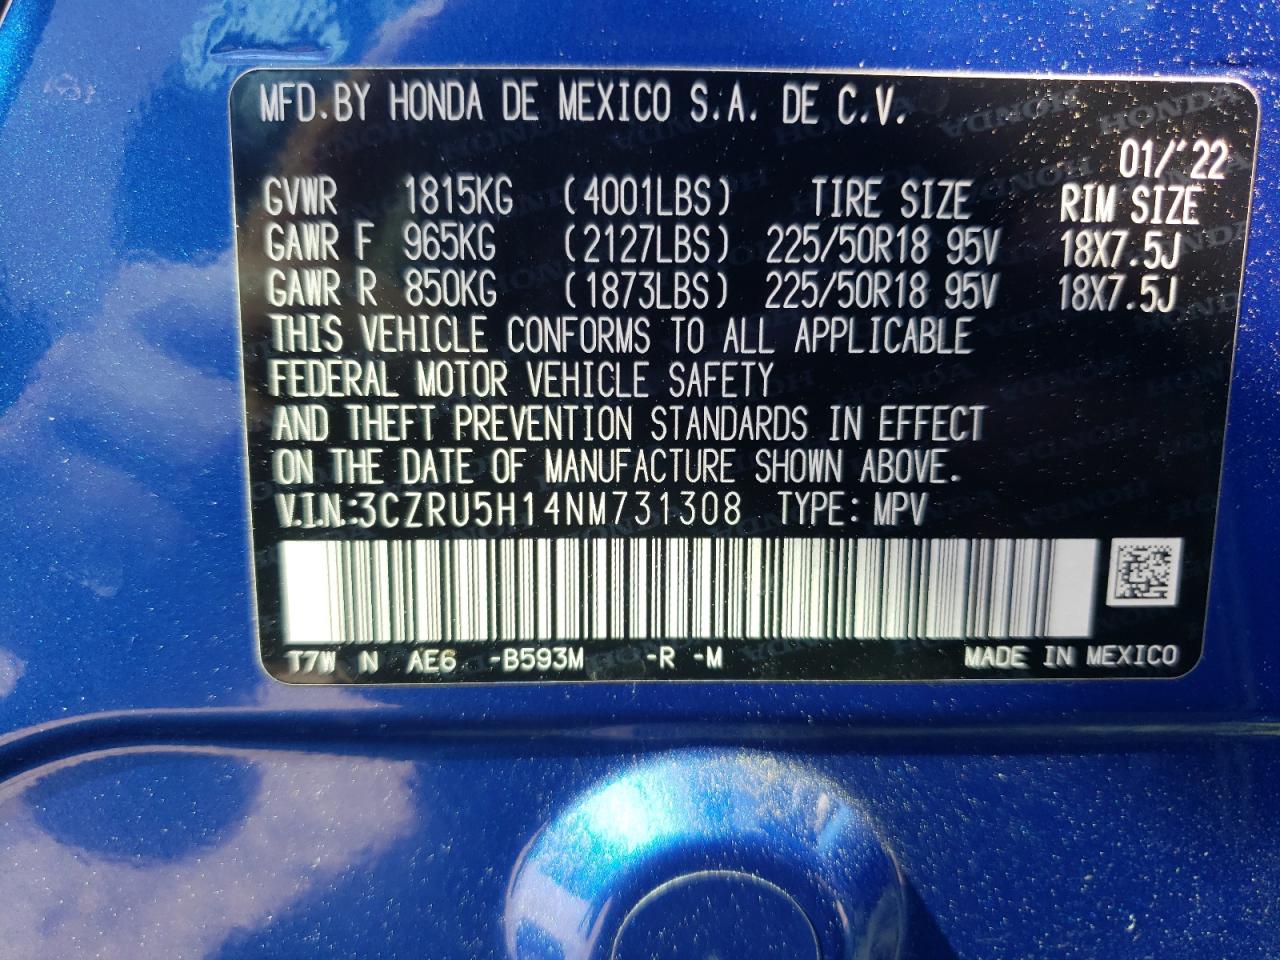 MFD.BY HONDA DE MEXICO S.A. DE C.V.
01/'22
GVWR 1815KG (4001LBS) TIRE SIZE RIM SIZE
GAWR F 965KG (2127LBS) 225/50R18 95V 18X7.5J
GAWR R 850KG (1873LBS) 225/50R18 95V 18X7.5J
THIS VEHICLE CONFORMS TO ALL APPLICABLE
FEDERAL MOTOR VEHICLE SAFETY
AND THEFT PREVENTION STANDARDS IN EFFECT
ON THE DATE OF MANUFACTURE SHOWN ABOVE.
V.I.N.:3CZRU5H14NM731308 TYPE: MPV
T7W N AE6 -B593M -R -M MADE IN MEXICO